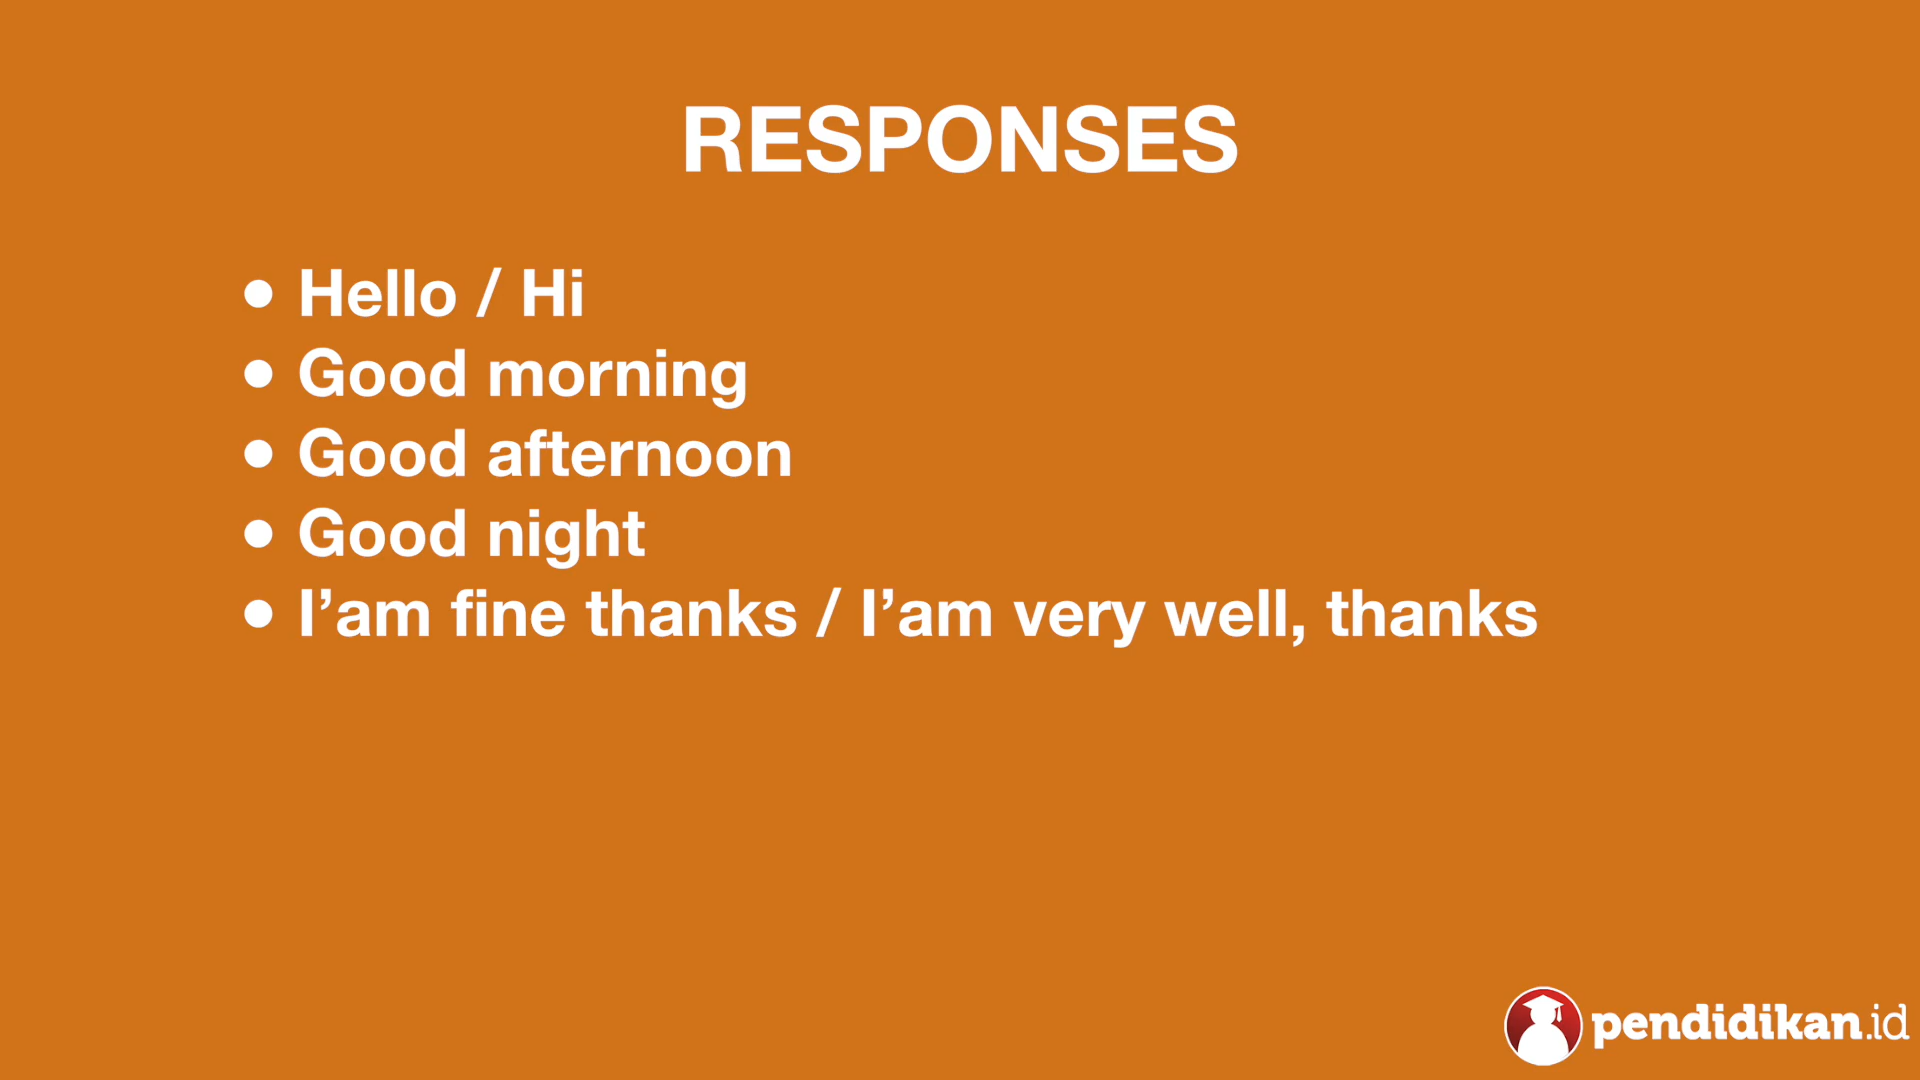 RESPONSES
• Hello / Hi
• Good morning
• Good afternoon
• Good night
• I’am fine thanks / I’am very well, thanks
pendidikan.id